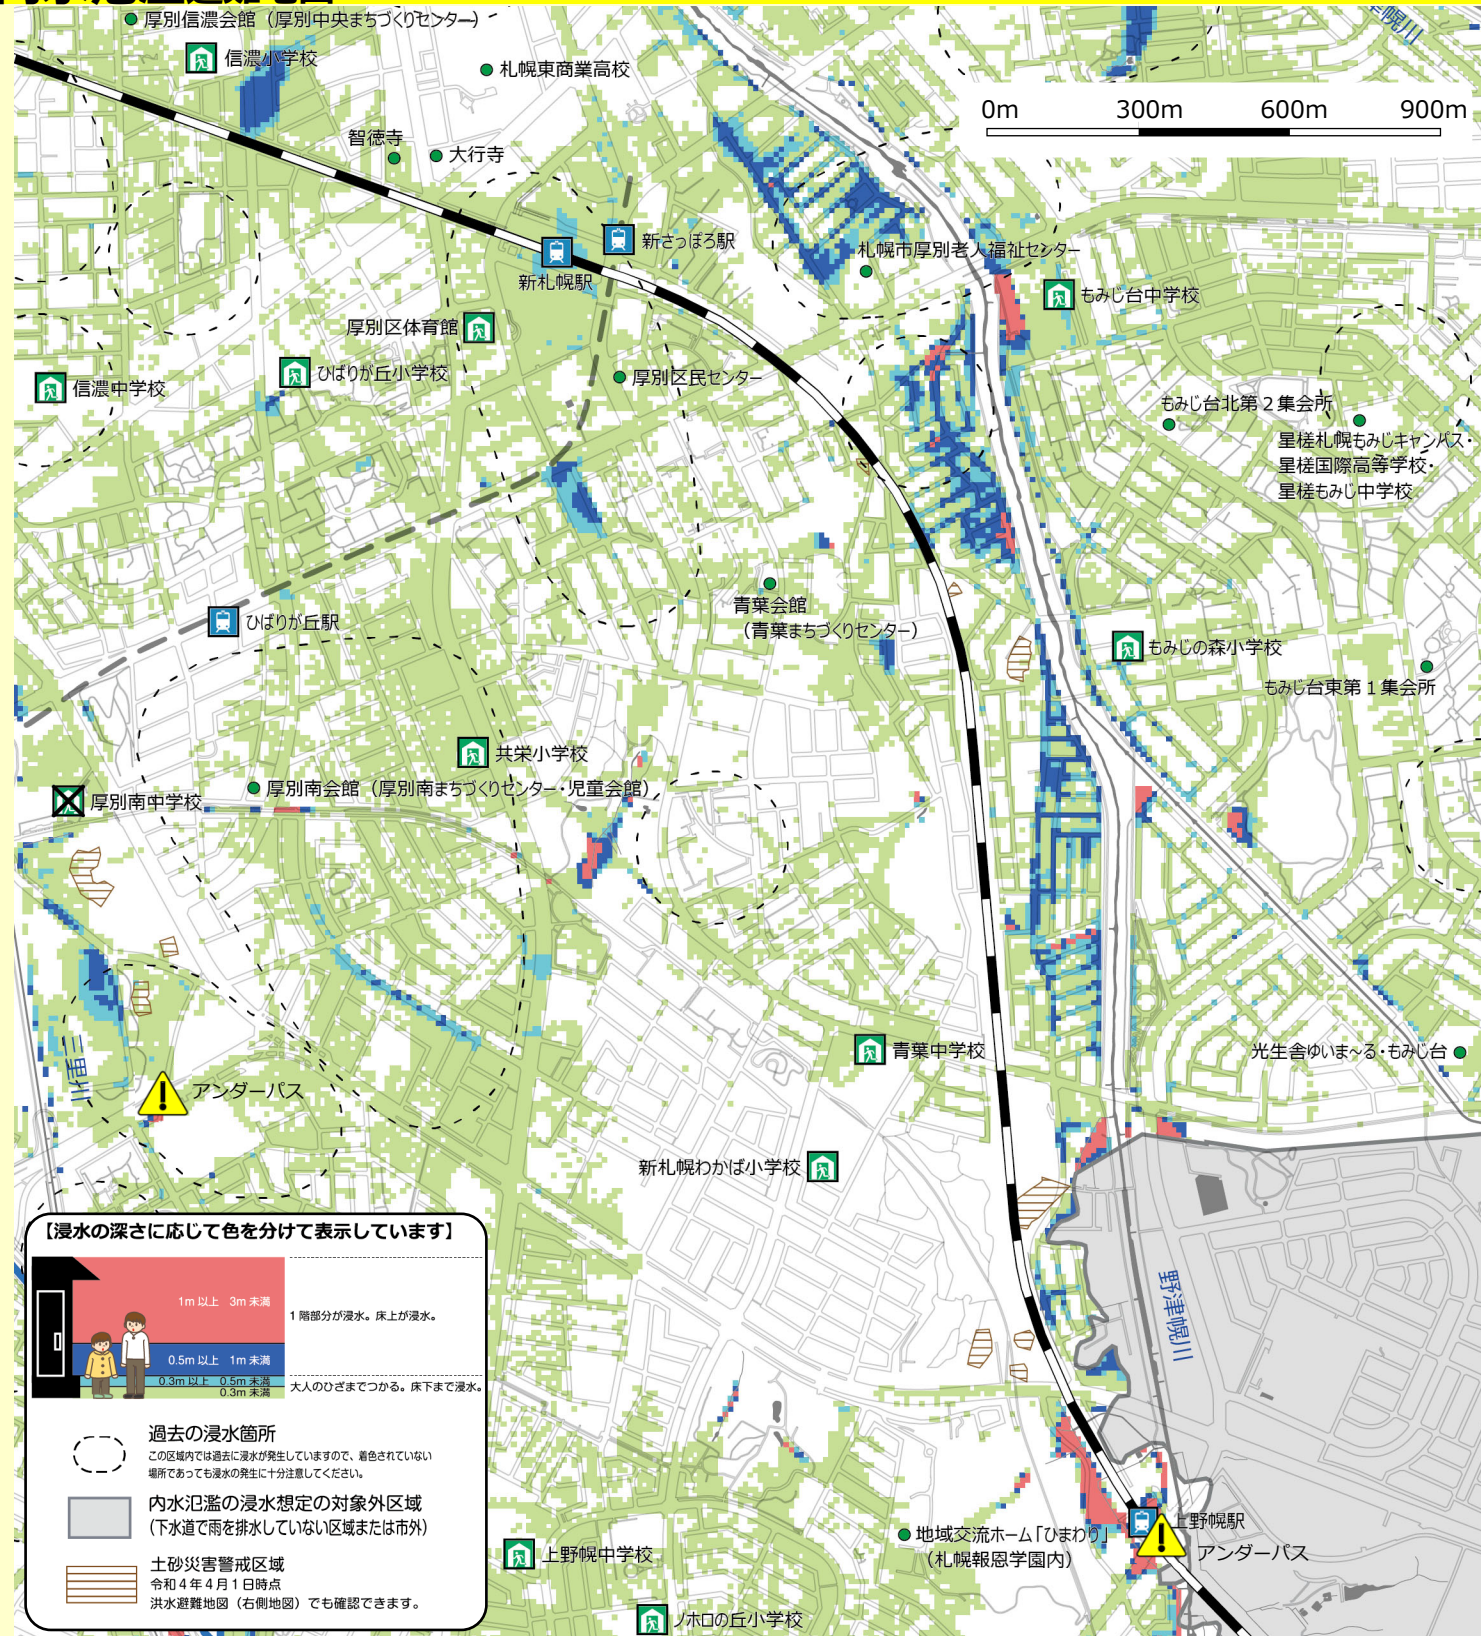 厚別信濃会館（厚別中央まちづくりセンター）
信濃小学校
札幌東商業高校
0m 300m 600m 900m
智徳寺
大行寺
新さっぽろ駅
新札幌駅
札幌市厚別老人福祉センター
もみじ台中学校
厚別区体育館
ひばりが丘小学校
信濃中学校
厚別区民センター
もみじ台北第２集会所
星槎札幌もみじキャンパス・
星槎国際高等学校・
星槎もみじ中学校
青葉会館
（青葉まちづくりセンター）
ひばりが丘駅
もみじの森小学校
もみじ台東第１集会所
共栄小学校
厚別南会館（厚別南まちづくりセンター・児童会館）
厚別南中学校
三里川
アンダーパス
青葉中学校
光生舎ゆいま～る・もみじ台
新札幌わかば小学校
野津幌川
【浸水の深さに応じて色を分けて表示しています】
1m 以上 3m 未満
１階部分が浸水。床上が浸水。
0.5m 以上 1m 未満
0.3m 以上 0.5m 未満
0.3m 未満
大人のひざまでつかる。床下まで浸水。
過去の浸水箇所
この区域内では過去に浸水が発生していますので、着色されていない
場所であっても浸水の発生に十分注意してください。
内水氾濫の浸水想定の対象外区域
（下水道で雨を排水していない区域または市外）
土砂災害警戒区域
令和４年４月１日時点
洪水避難地図（右側地図）でも確認できます。
上野幌駅
アンダーパス
地域交流ホーム「ひまわり」
（札幌報恩学園内）
上野幌中学校
ノホロの丘小学校